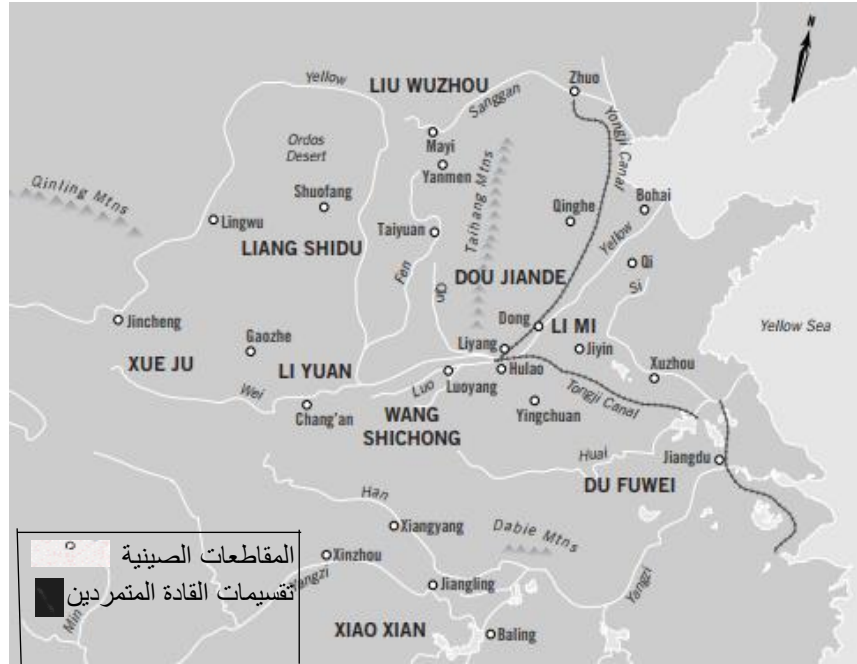 N
Yellow
LIU WUZHOU
Zhuo
Sanggan
Yongji Canal
Ordos
Desert
Mayi
Yanmen
Qinling Mtns
Shuofang
Taihang Mtns
Qinghe
Bohai
Lingwu
Taiyuan
Yellow
LIANG SHIDU
Fen
DOU JIANDE
Qi
Qin
Si
Jincheng
Dong
LI MI
Yellow Sea
Gaozhe
Liyang
Jiyin
XUE JU
LI YUAN
Hulao
Xuzhou
Wei
Luo
Luoyang
Tongji Canal
Chang'an
WANG
SHICHONG
Yingchuan
Huai
Jiangdu
DU FUWEI
Han
Xiangyang
Dabie Mtns
المقاطعات الصينية
Xinzhou
Yangzi
تقسيمات القادة المتمردين
Jiangling
Yangzi
Min
XIAO XIAN
Baling